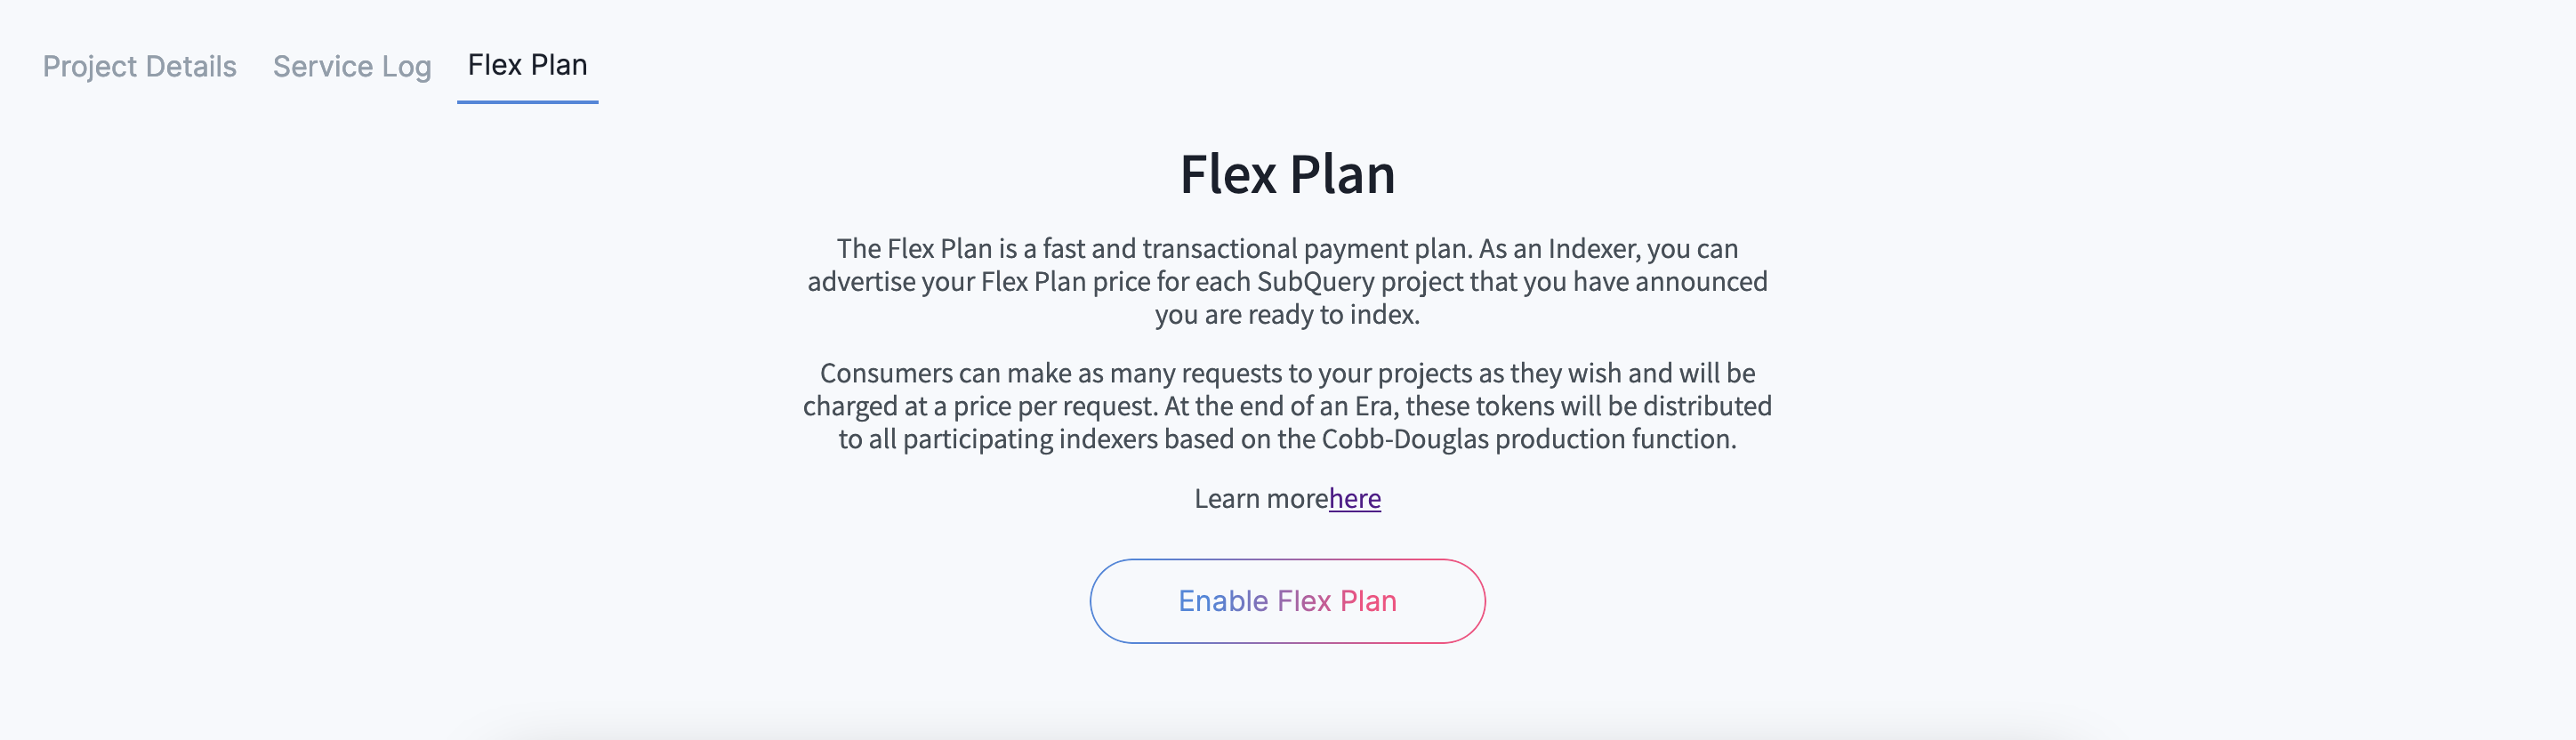 Project Details Service Log Flex Plan
Flex Plan
The Flex Plan is a fast and transactional payment plan. As an Indexer, you can
advertise your Flex Plan price for each SubQuery project that you have announced
you are ready to index.
Consumers can make as many requests to your projects as they wish and will be
charged at a price per request. At the end of an Era, these tokens will be distributed
to all participating indexers based on the Cobb-Douglas production function.
Learn morehere
Enable Flex Plan